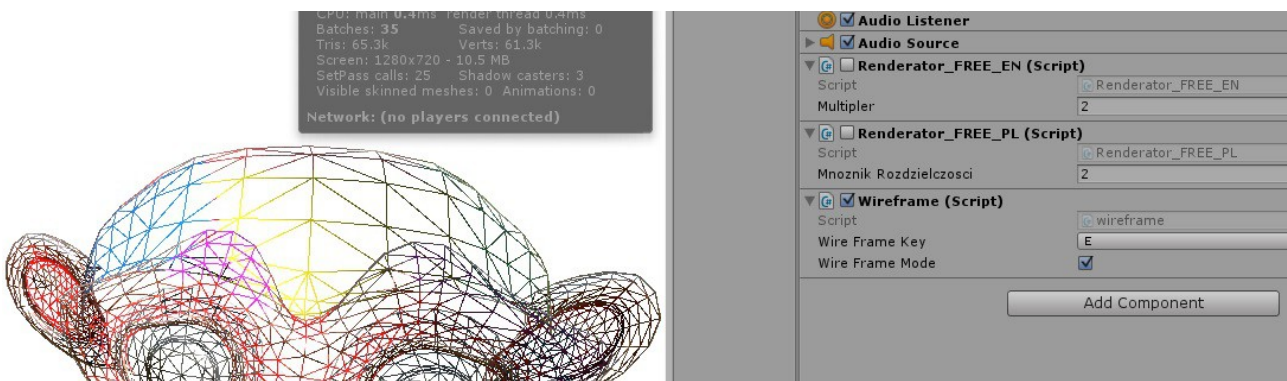 CPU: main 0.4ms render thread 0.4ms
Batches: 35 Saved by batching: 0
Tris: 65.3k Verts: 61.3k
Screen: 1280x720 - 10.5 MB
SetPass calls: 25 Shadow casters: 3
Visible skinned meshes: 0 Animations: 0
Network: (no players connected)
Audio Listener
Audio Source
Renderator_FREE_EN (Script)
Script Renderator_FREE_EN
Multipler 2
Renderator_FREE_PL (Script)
Script Renderator_FREE_PL
Mnoznik Rozdzielczosci 2
Wireframe (Script)
Script wireframe
Wire Frame Key E
Wire Frame Mode
Add Component